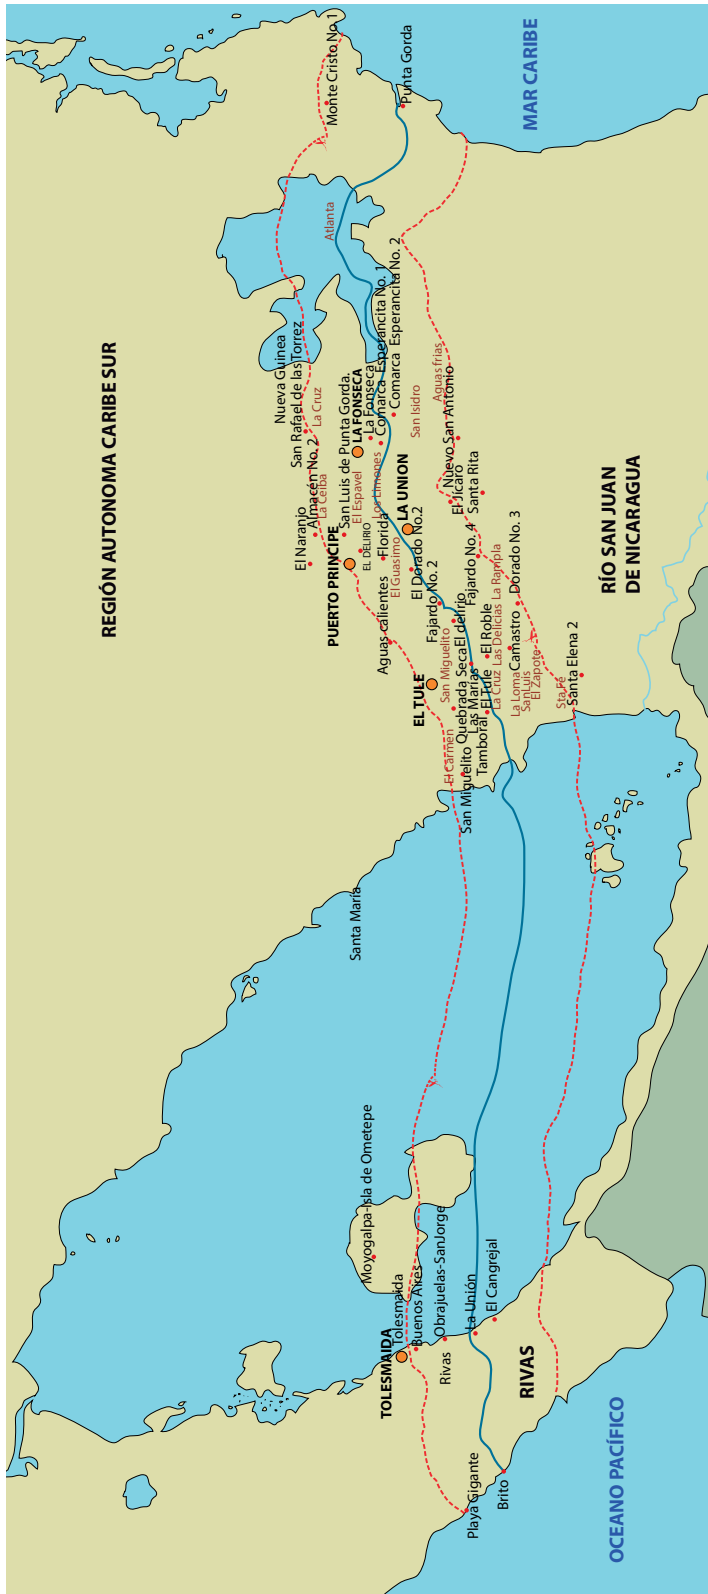 REGIÓN AUTONOMA CARIBE SUR
MAR CARIBE
OCEANO PACÍFICO
RÍO SAN JUAN
DE NICARAGUA
RIVAS
Monte Cristo No 1
Punta Gorda
Atlanta
Nueva Guinea
San Rafael de las Torrez
La Cruz
El Naranjo
Almacén No. 2
La Ceiba
San Luis de Punta Gorda.
LA FONSECA
La Fonseca
Comarca Esperancita No. 1
Comarca Esperancita No. 2
San Isidro
Aguas frias
PUERTO PRINCIPE
El Espavel
Los Limones
EL DELIRIO
Florida
El Guasimo
LA UNION
El Dorado No.2
Nuevo San Antonio
El Jícaro
Santa Rita
Aguas calientes
Fajardo No. 2
Fajardo No. 4
La Rampla
Dorado No. 3
EL TULE
San Miguelito
El delirio
Quebrada Seca
El Roble
Las Delicias
Camastro
Las Marías
El Tule
La Cruz
La Loma
San Luis
El Zapote
El Carmen
San Miguelito
Tamboral
Sta Fé
Santa Elena 2
Santa María
Moyogalpa-Isla de Ometepe
TOLESMAIDA
Tolesmaida
Buenos Aires
Obrajuelas-SanJorge
Rivas
La Unión
El Cangrejal
Playa Gigante
Brito